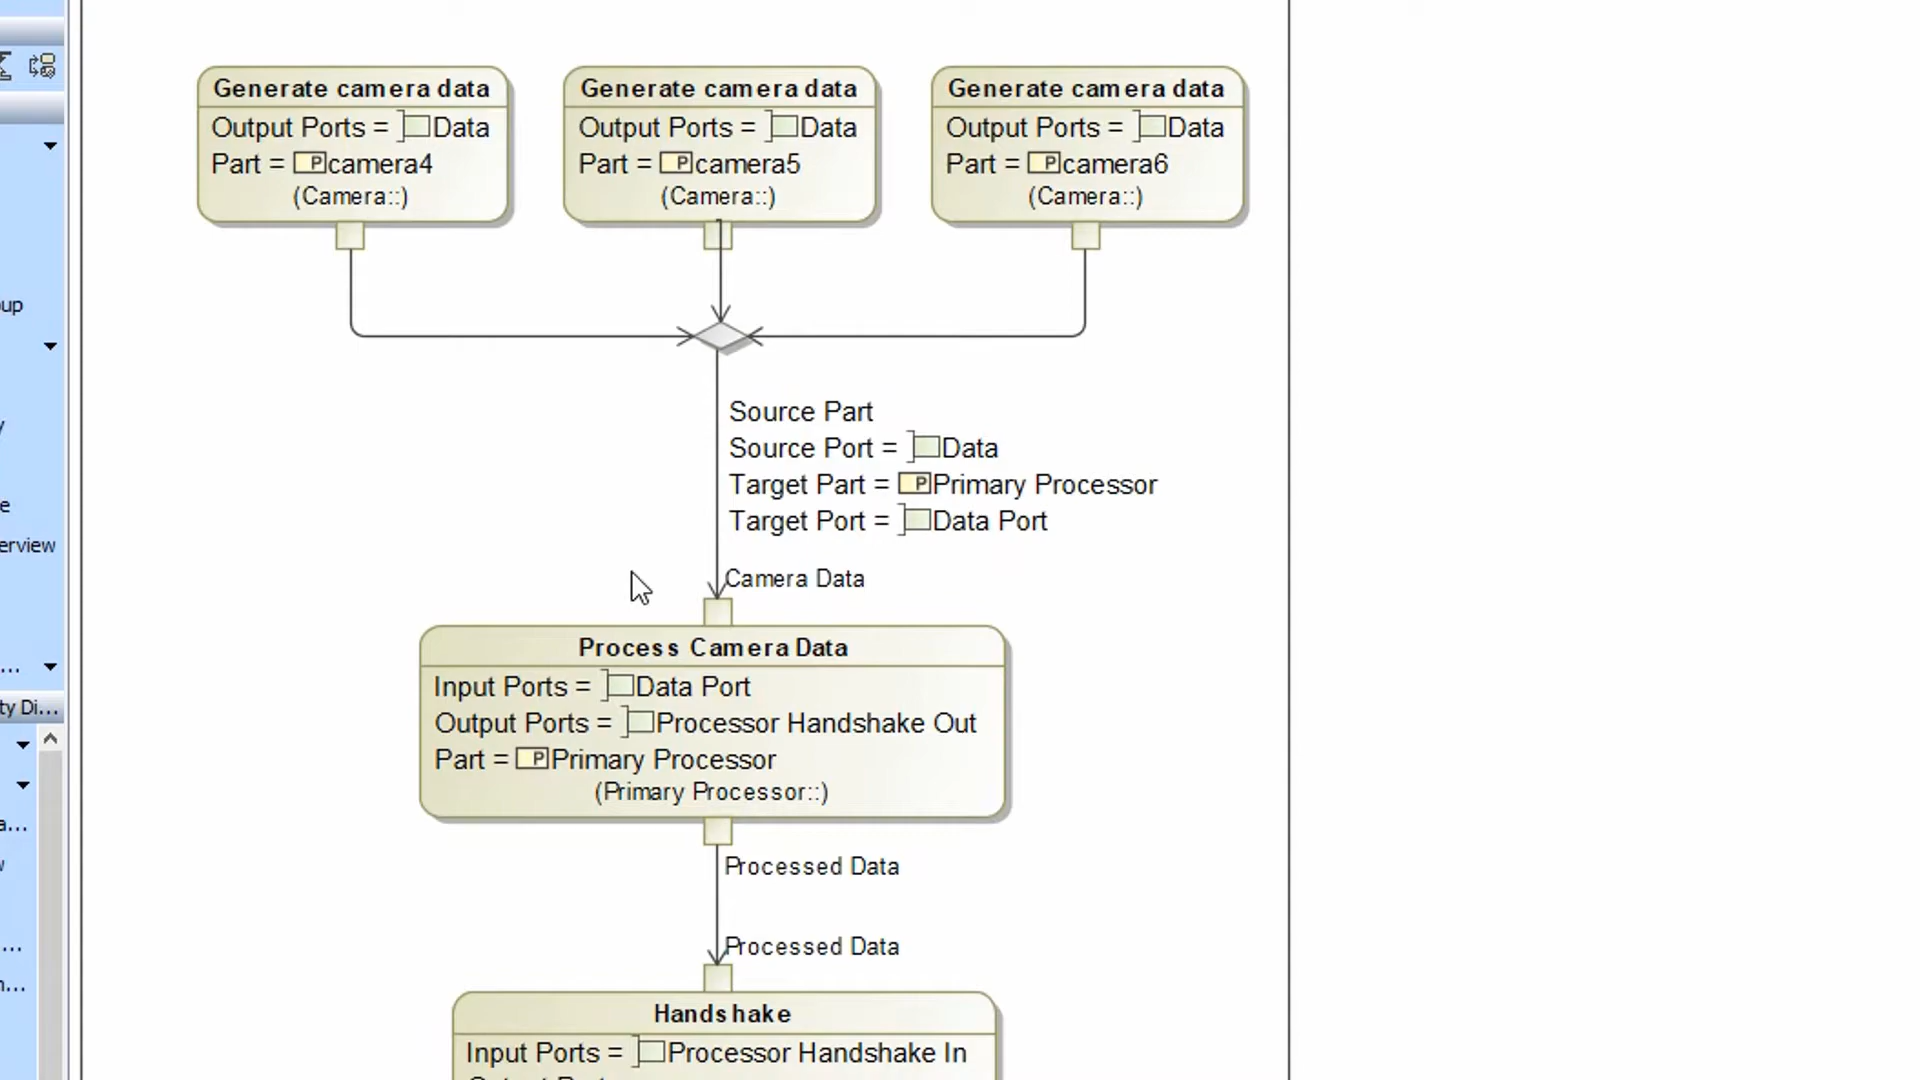 Generate camera data
Output Ports = Data
Part = P camera4
(Camera::)
Generate camera data
Output Ports = Data
Part = P camera5
(Camera::)
Generate camera data
Output Ports = Data
Part = P camera6
(Camera::)
Source Part
Source Port = Data
Target Part = P Primary Processor
Target Port = Data Port
Camera Data
Process Camera Data
Input Ports = Data Port
Output Ports = Processor Handshake Out
Part = P Primary Processor
(Primary Processor::)
Processed Data
Processed Data
Handshake
Input Ports = Processor Handshake In
oup
e
erview
...
ty Di...
a...
...